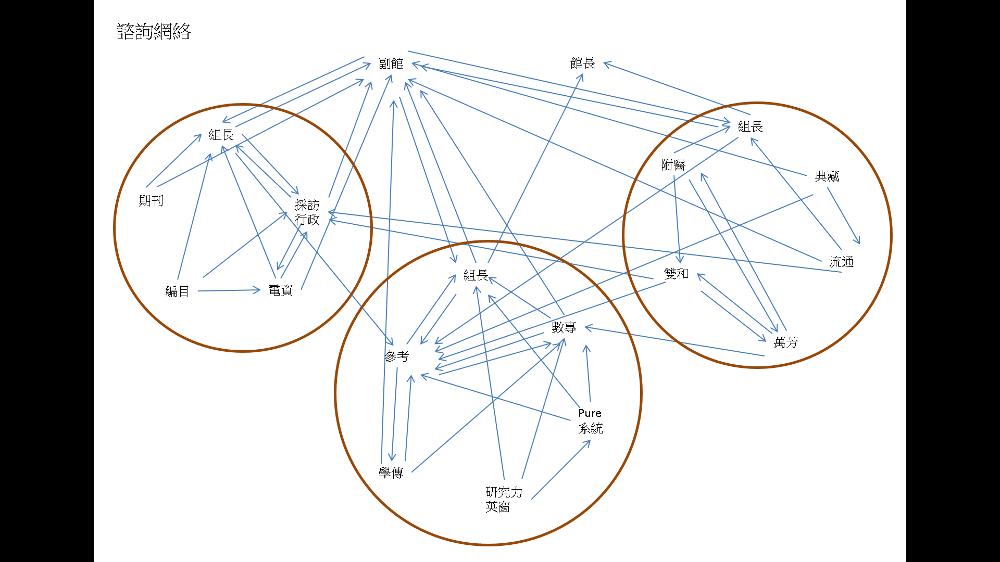 諮詢網絡
副館
館長
組長
組長
附醫
典藏
期刊
採訪
行政
流通
組長
雙和
編目
電資
數專
萬芳
參考
Pure
系統
學傳
研究力
英窗